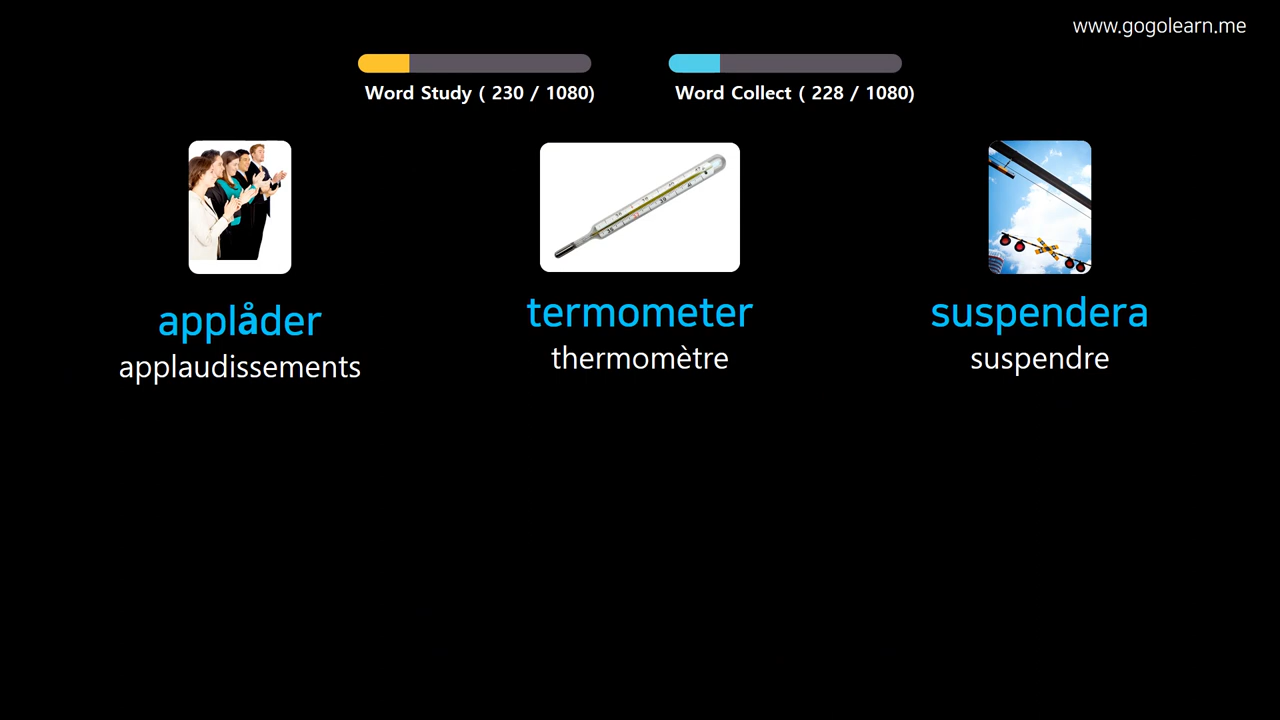 www.gogolearn.me
Word Study ( 230 / 1080)
Word Collect ( 228 / 1080)
applåder
applaudissements
termometer
thermomètre
suspendera
suspendre